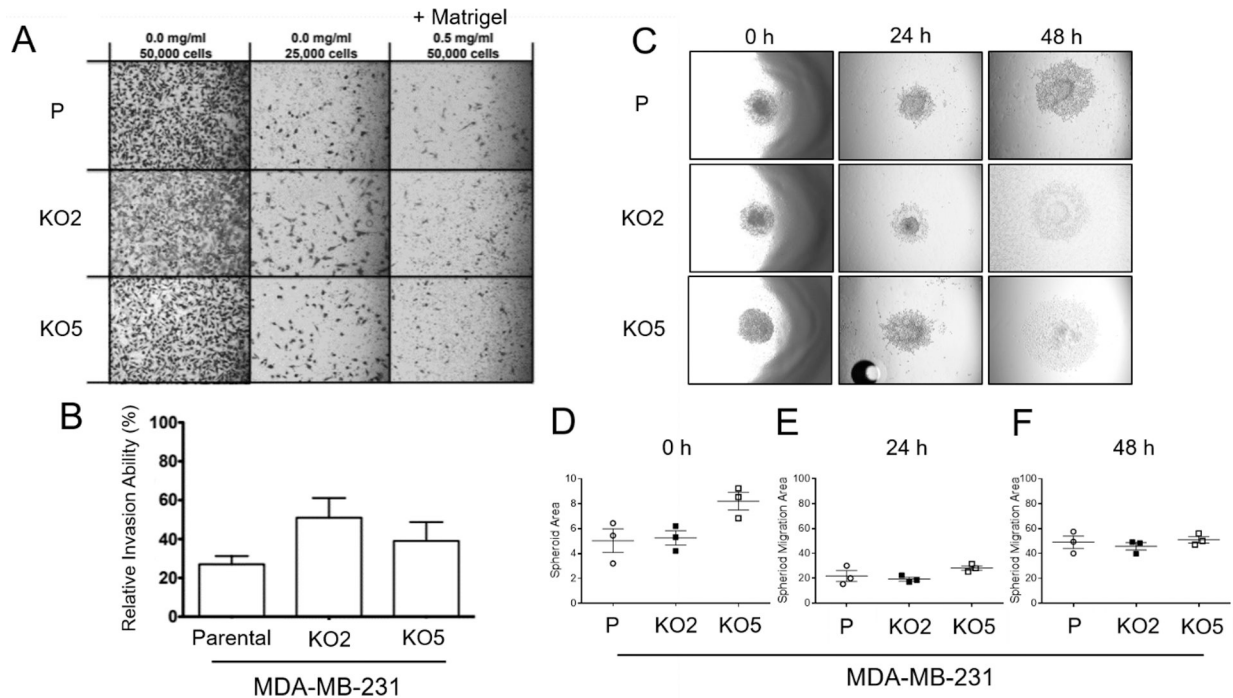 A
+ Matrigel
0.0 mg/ml 0.0 mg/ml 0.5 mg/ml
50,000 cells 25,000 cells 50,000 cells
P
KO2
KO5
C
0 h 24 h 48 h
P
KO2
KO5
B
Relative Invasion Ability (%)
100
80
60
40
20
0
Parental KO2 KO5
MDA-MB-231
D
0 h
Spheroid Area
10
8
6
4
2
0
P KO2 KO5
E
24 h
Spheriod Migration Area
100
80
60
40
20
0
P KO2 KO5
F
48 h
Spheriod Migration Area
100
80
60
40
20
0
P KO2 KO5
MDA-MB-231